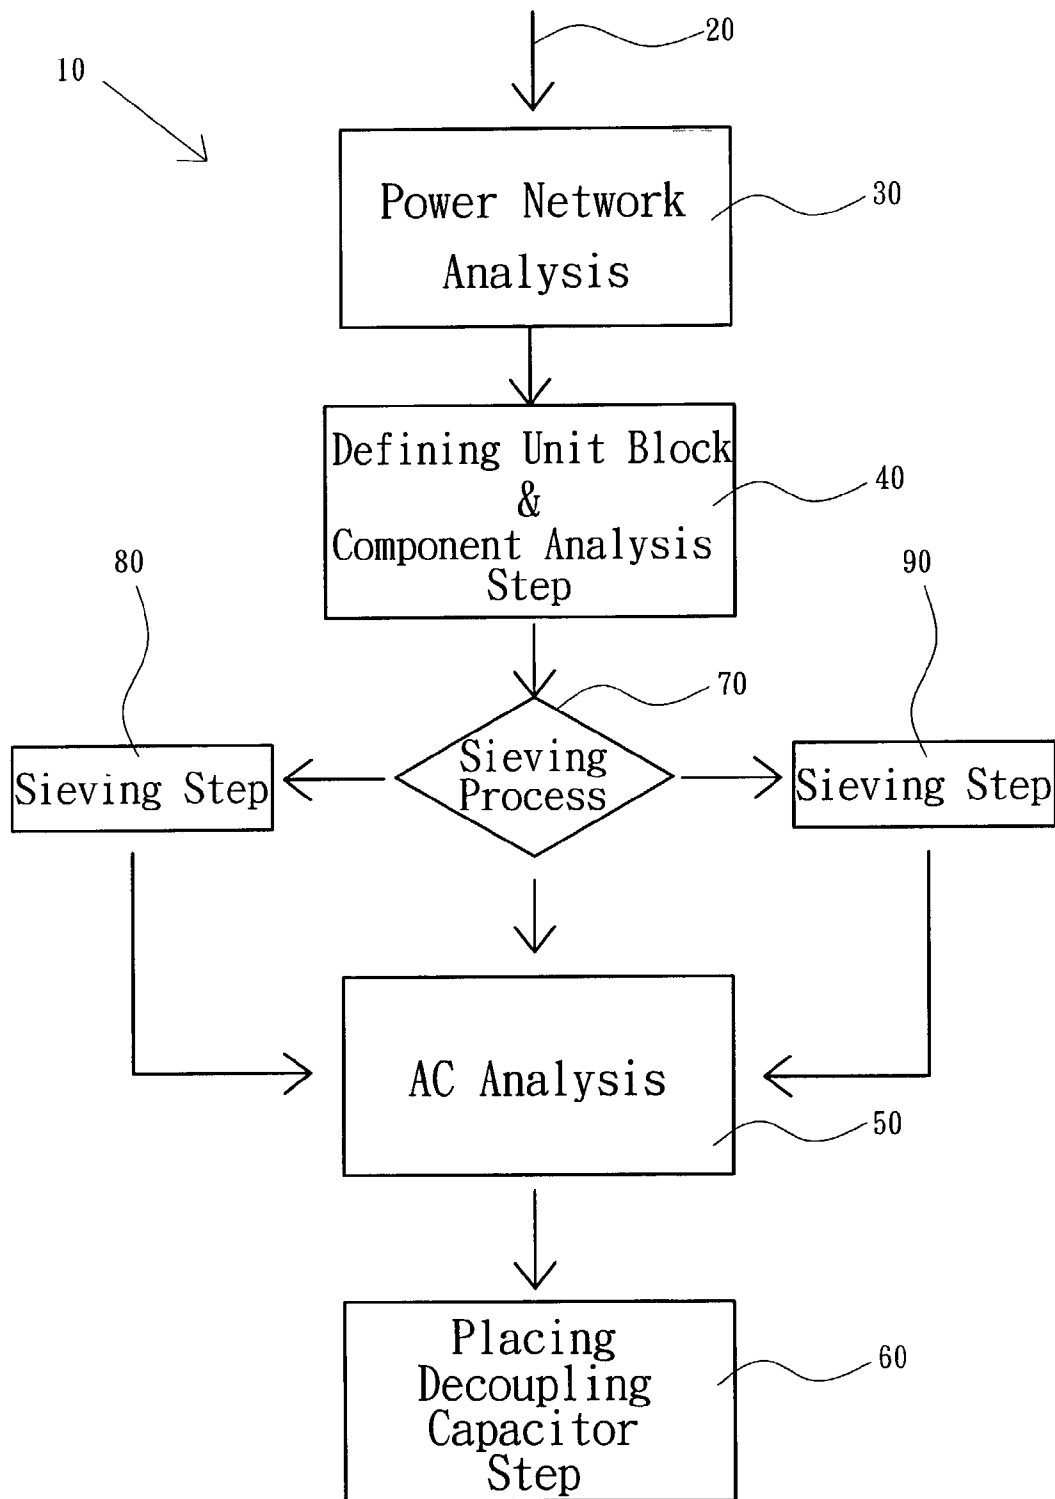 20
10
Power Network
Analysis
30
Defining Unit Block
&
Component Analysis
Step
40
80
90
70
Sieving
Process
Sieving Step
Sieving Step
AC Analysis
50
Placing
Decoupling
Capacitor
Step
60